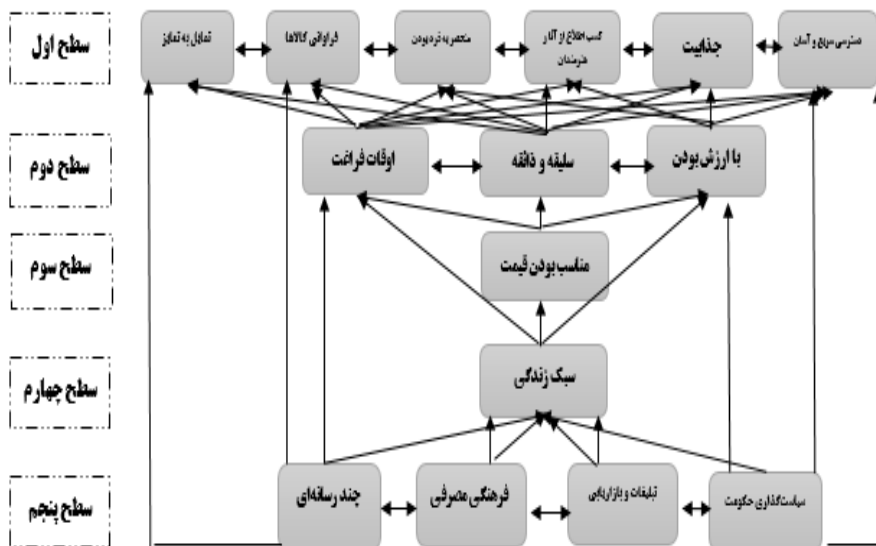 سطح اول
دسترسی سریع و آسان
جذابیت
کسب اطلاع از آثار
هنرمندان
منحصر به فرد بودن
فراوانی کالاها
تمایل به تمایز
سطح دوم
با ارزش بودن
سلیقه و ذائقه
اوقات فراغت
سطح سوم
مناسب بودن قیمت
سطح چهارم
سبک زندگی
سطح پنجم
سیاست‌گذاری حکومت
تبلیغات و بازاریابی
فرهنگی مصرفی
چند رسانه‌ای